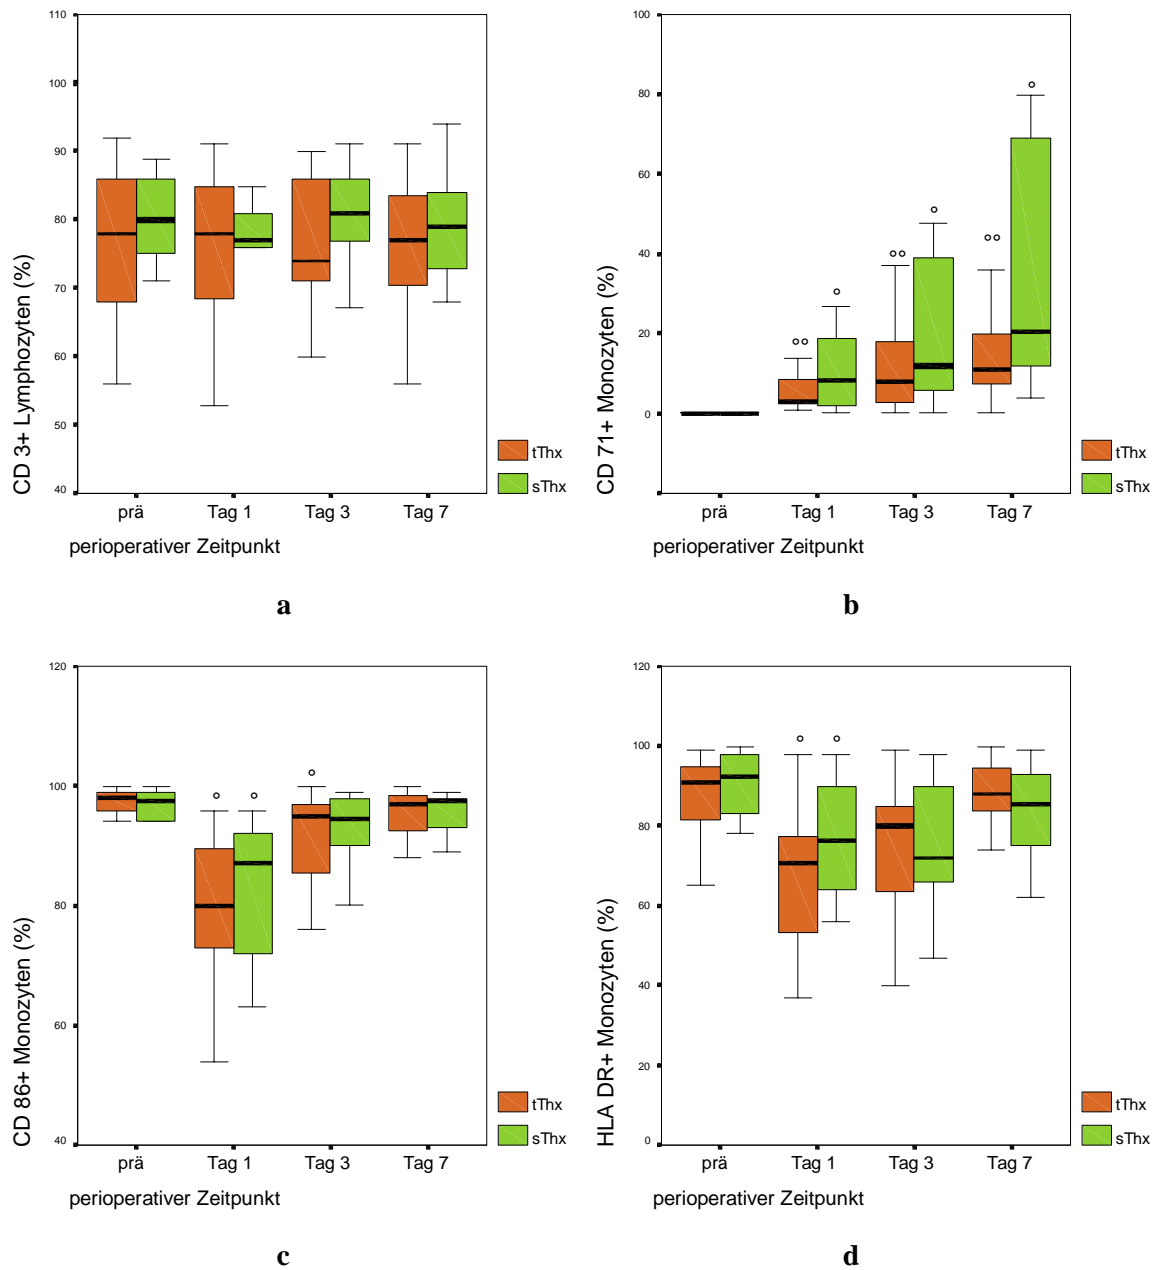 110
100
90
80
70
60
50
40
CD 3+ Lymphozyten (%)
prä Tag 1 Tag 3 Tag 7
perioperativer Zeitpunkt
tThx
sThx
a
100
80
60
40
20
0
CD 71+ Monozyten (%)
prä Tag 1 Tag 3 Tag 7
perioperativer Zeitpunkt
tThx
sThx
b
120
100
80
60
40
CD 86+ Monozyten (%)
prä Tag 1 Tag 3 Tag 7
perioperativer Zeitpunkt
tThx
sThx
c
120
100
80
60
40
20
0
HLA DR+ Monozyten (%)
prä Tag 1 Tag 3 Tag 7
perioperativer Zeitpunkt
tThx
sThx
d